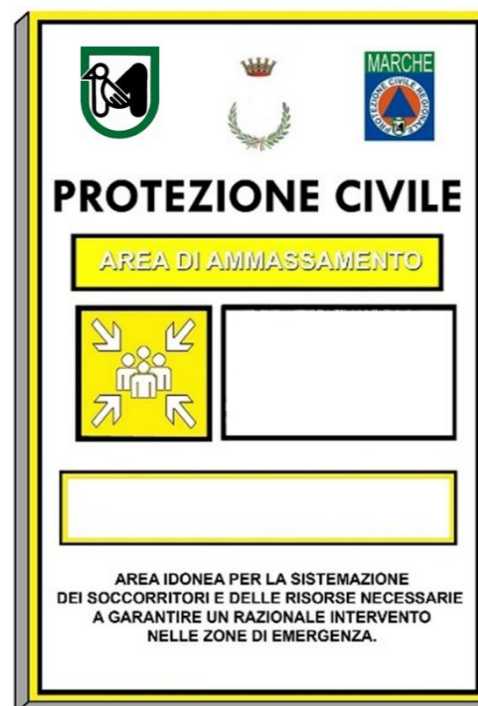 MARCHE
PROTEZIONE CIVILE REGIONALE
PROTEZIONE CIVILE
AREA DI AMMASSAMENTO
AREA IDONEA PER LA SISTEMAZIONE
DEI SOCCORRITORI E DELLE RISORSE NECESSARIE
A GARANTIRE UN RAZIONALE INTERVENTO
NELLE ZONE DI EMERGENZA.